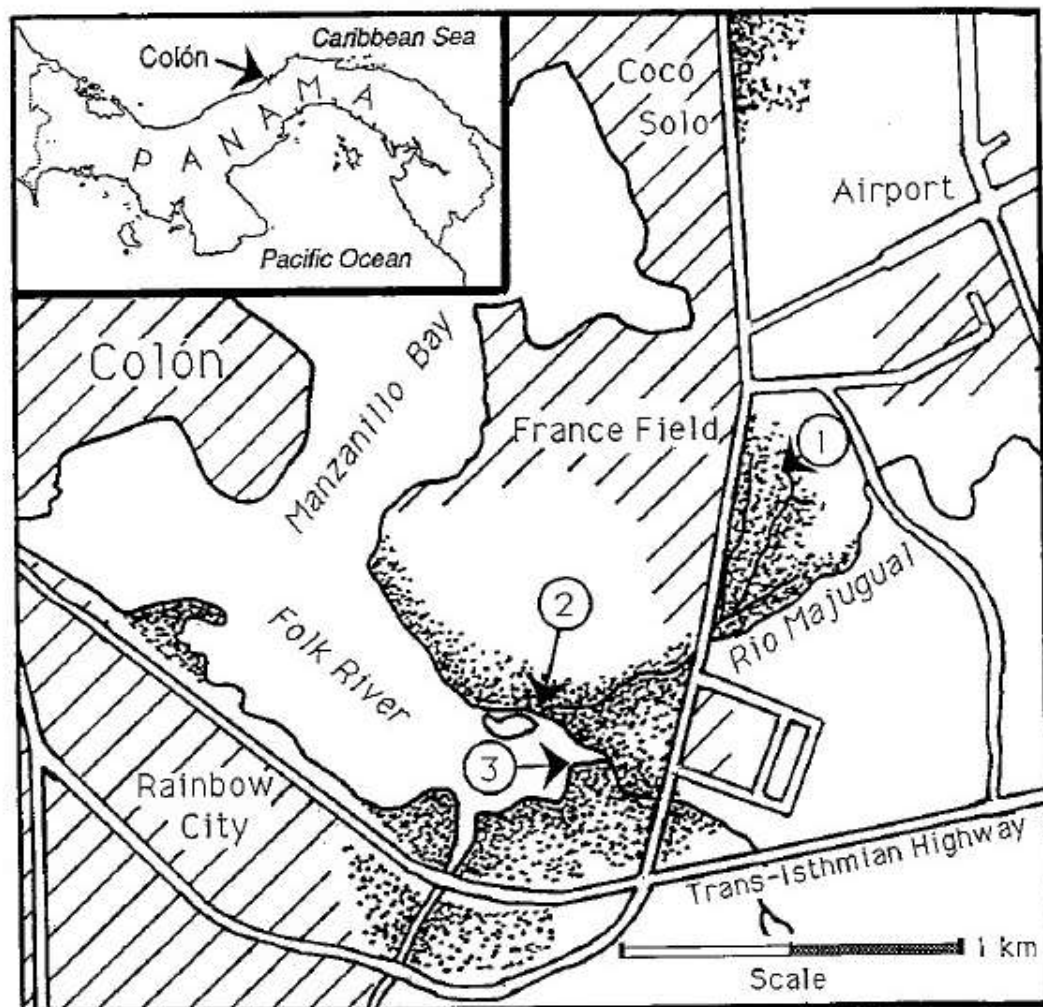 Caribbean Sea
Colón
PANAMA
Pacific Ocean
Coco
Solo
Airport
Colón
Manzanillo Bay
France Field
1
2
Rio Majugual
Folk River
3
Rainbow
City
Trans-Isthmian Highway
1 km
Scale